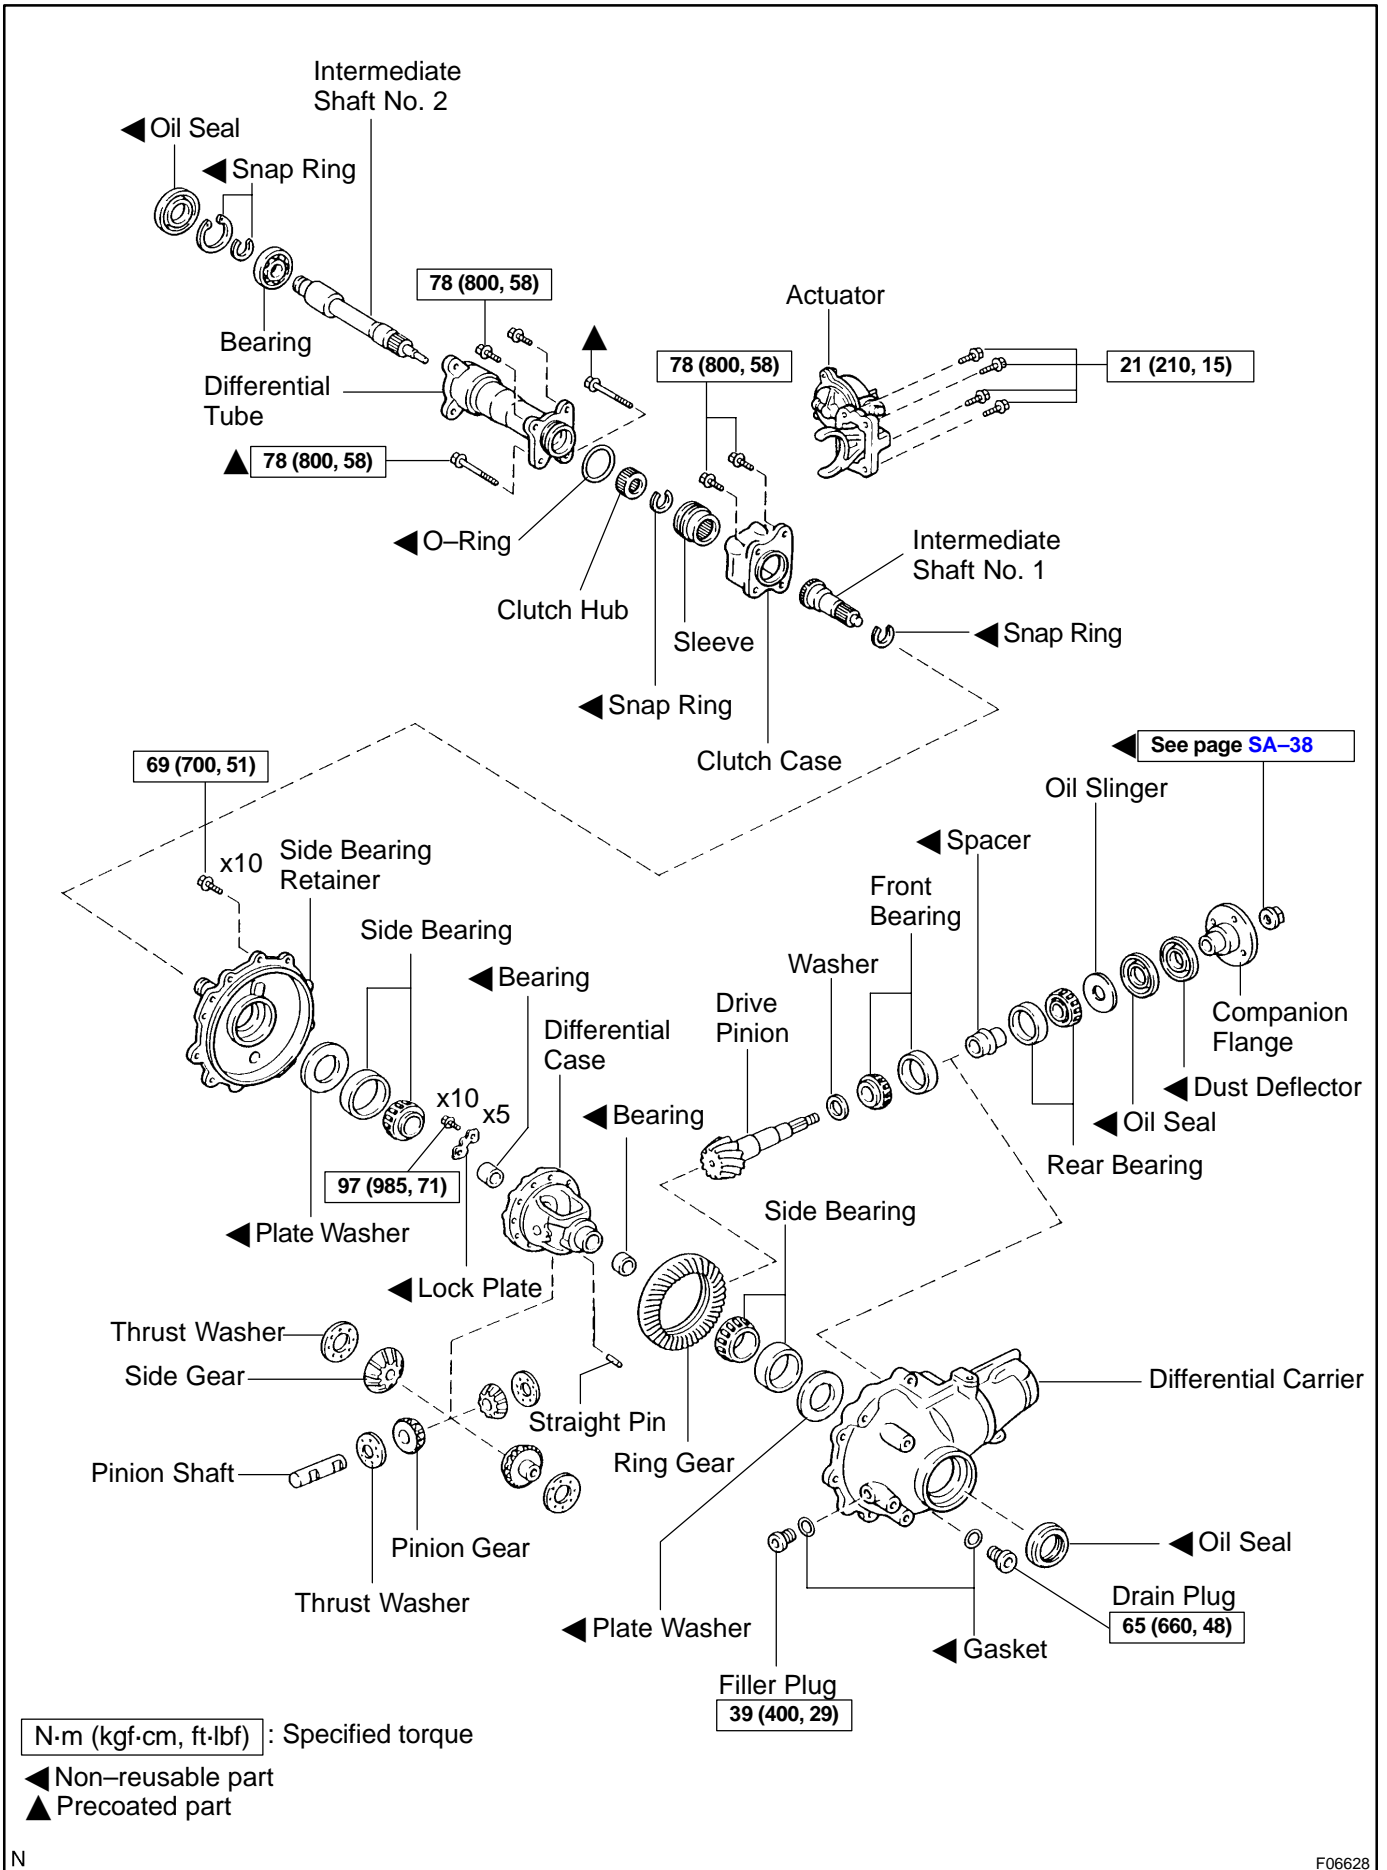 Intermediate
Shaft No. 2
◀ Oil Seal
◀ Snap Ring
78 (800, 58)
Actuator
Bearing
▲
78 (800, 58)
21 (210, 15)
Differential
Tube
▲ 78 (800, 58)
◀ O–Ring
Intermediate
Shaft No. 1
Clutch Hub
Sleeve
◀ Snap Ring
◀ Snap Ring
Clutch Case
◀ See page SA–38
69 (700, 51)
Oil Slinger
x10
Side Bearing
Retainer
◀ Spacer
Front
Bearing
Side Bearing
Washer
◀ Bearing
Drive
Pinion
Companion
Flange
Differential
Case
◀ Dust Deflector
x10
x5
◀ Bearing
◀ Oil Seal
Rear Bearing
97 (985, 71)
Side Bearing
◀ Plate Washer
◀ Lock Plate
Thrust Washer
Side Gear
Differential Carrier
Straight Pin
Ring Gear
Pinion Shaft
Pinion Gear
◀ Oil Seal
Thrust Washer
Drain Plug
65 (660, 48)
◀ Plate Washer
◀ Gasket
Filler Plug
39 (400, 29)
N·m (kgf·cm, ft·lbf) : Specified torque
◀ Non–reusable part
▲ Precoated part
N
F06628